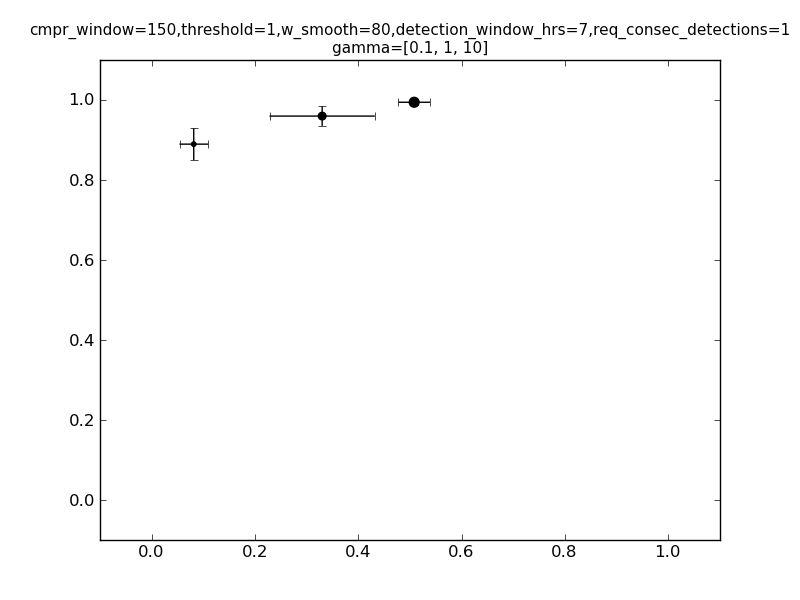 cmpr_window=150,threshold=1,w_smooth=80,detection_window_hrs=7,req_consec_detections=1
gamma=[0.1, 1, 10]
1.0
0.8
0.6
0.4
0.2
0.0
0.0 0.2 0.4 0.6 0.8 1.0